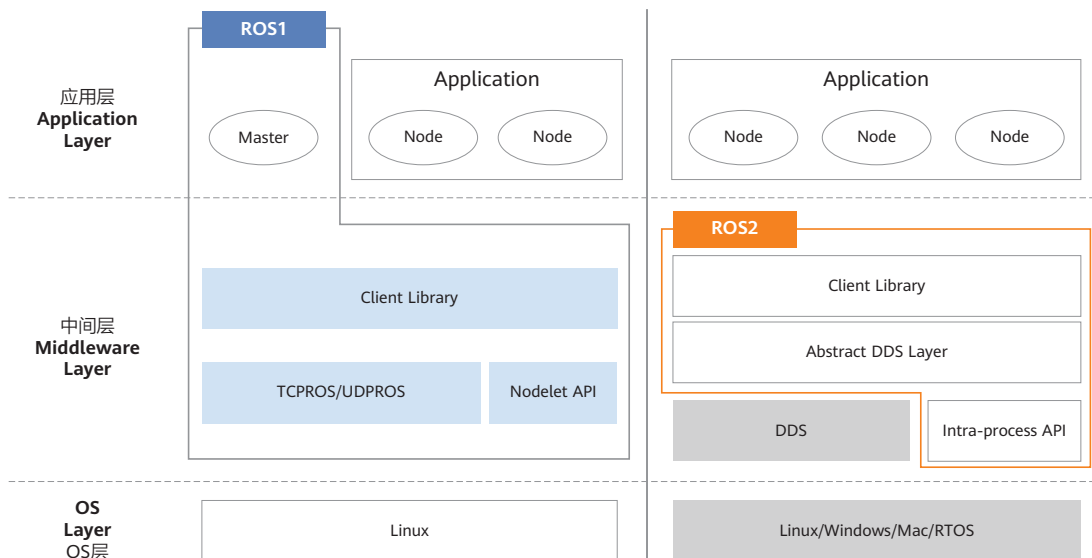 ROS1
应用层
Application
Layer
Master
Application
Node
Node
Application
Node
Node
Node
中间层
Middleware
Layer
Client Library
TCPROS/UDPROS
Nodelet API
ROS2
Client Library
Abstract DDS Layer
DDS
Intra-process API
OS
Layer
OS层
Linux
Linux/Windows/Mac/RTOS